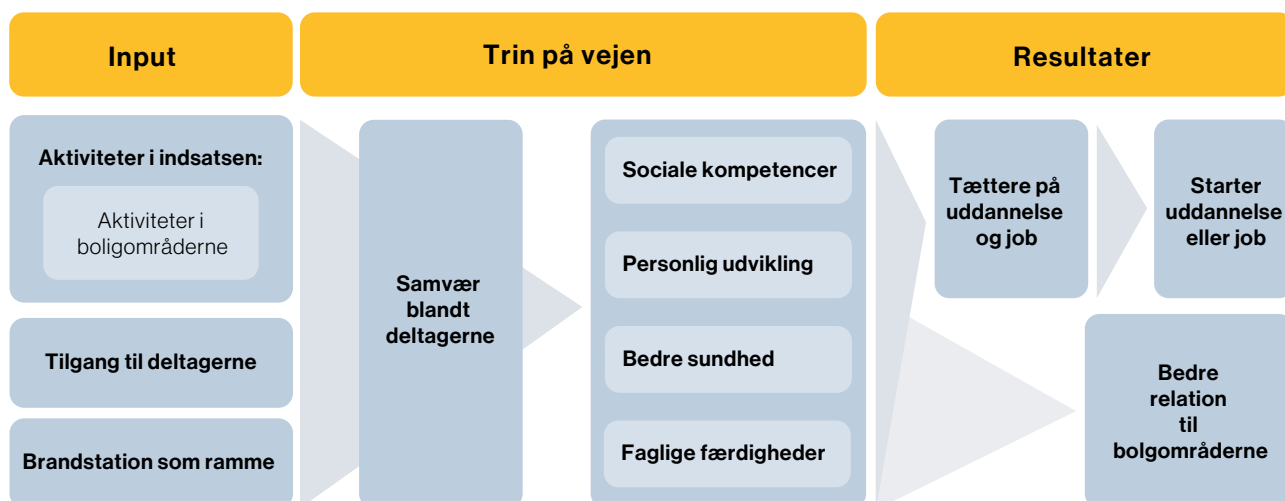 Input
Trin på vejen
Resultater
Aktiviteter i indsatsen:
Aktiviteter i
boligområderne
Tilgang til deltagerne
Brandstation som ramme
Samvær
blandt
deltagerne
Sociale kompetencer
Personlig udvikling
Bedre sundhed
Faglige færdigheder
Tættere på
uddannelse
og job
Starter
uddannelse
eller job
Bedre
relation
til
bolgområderne